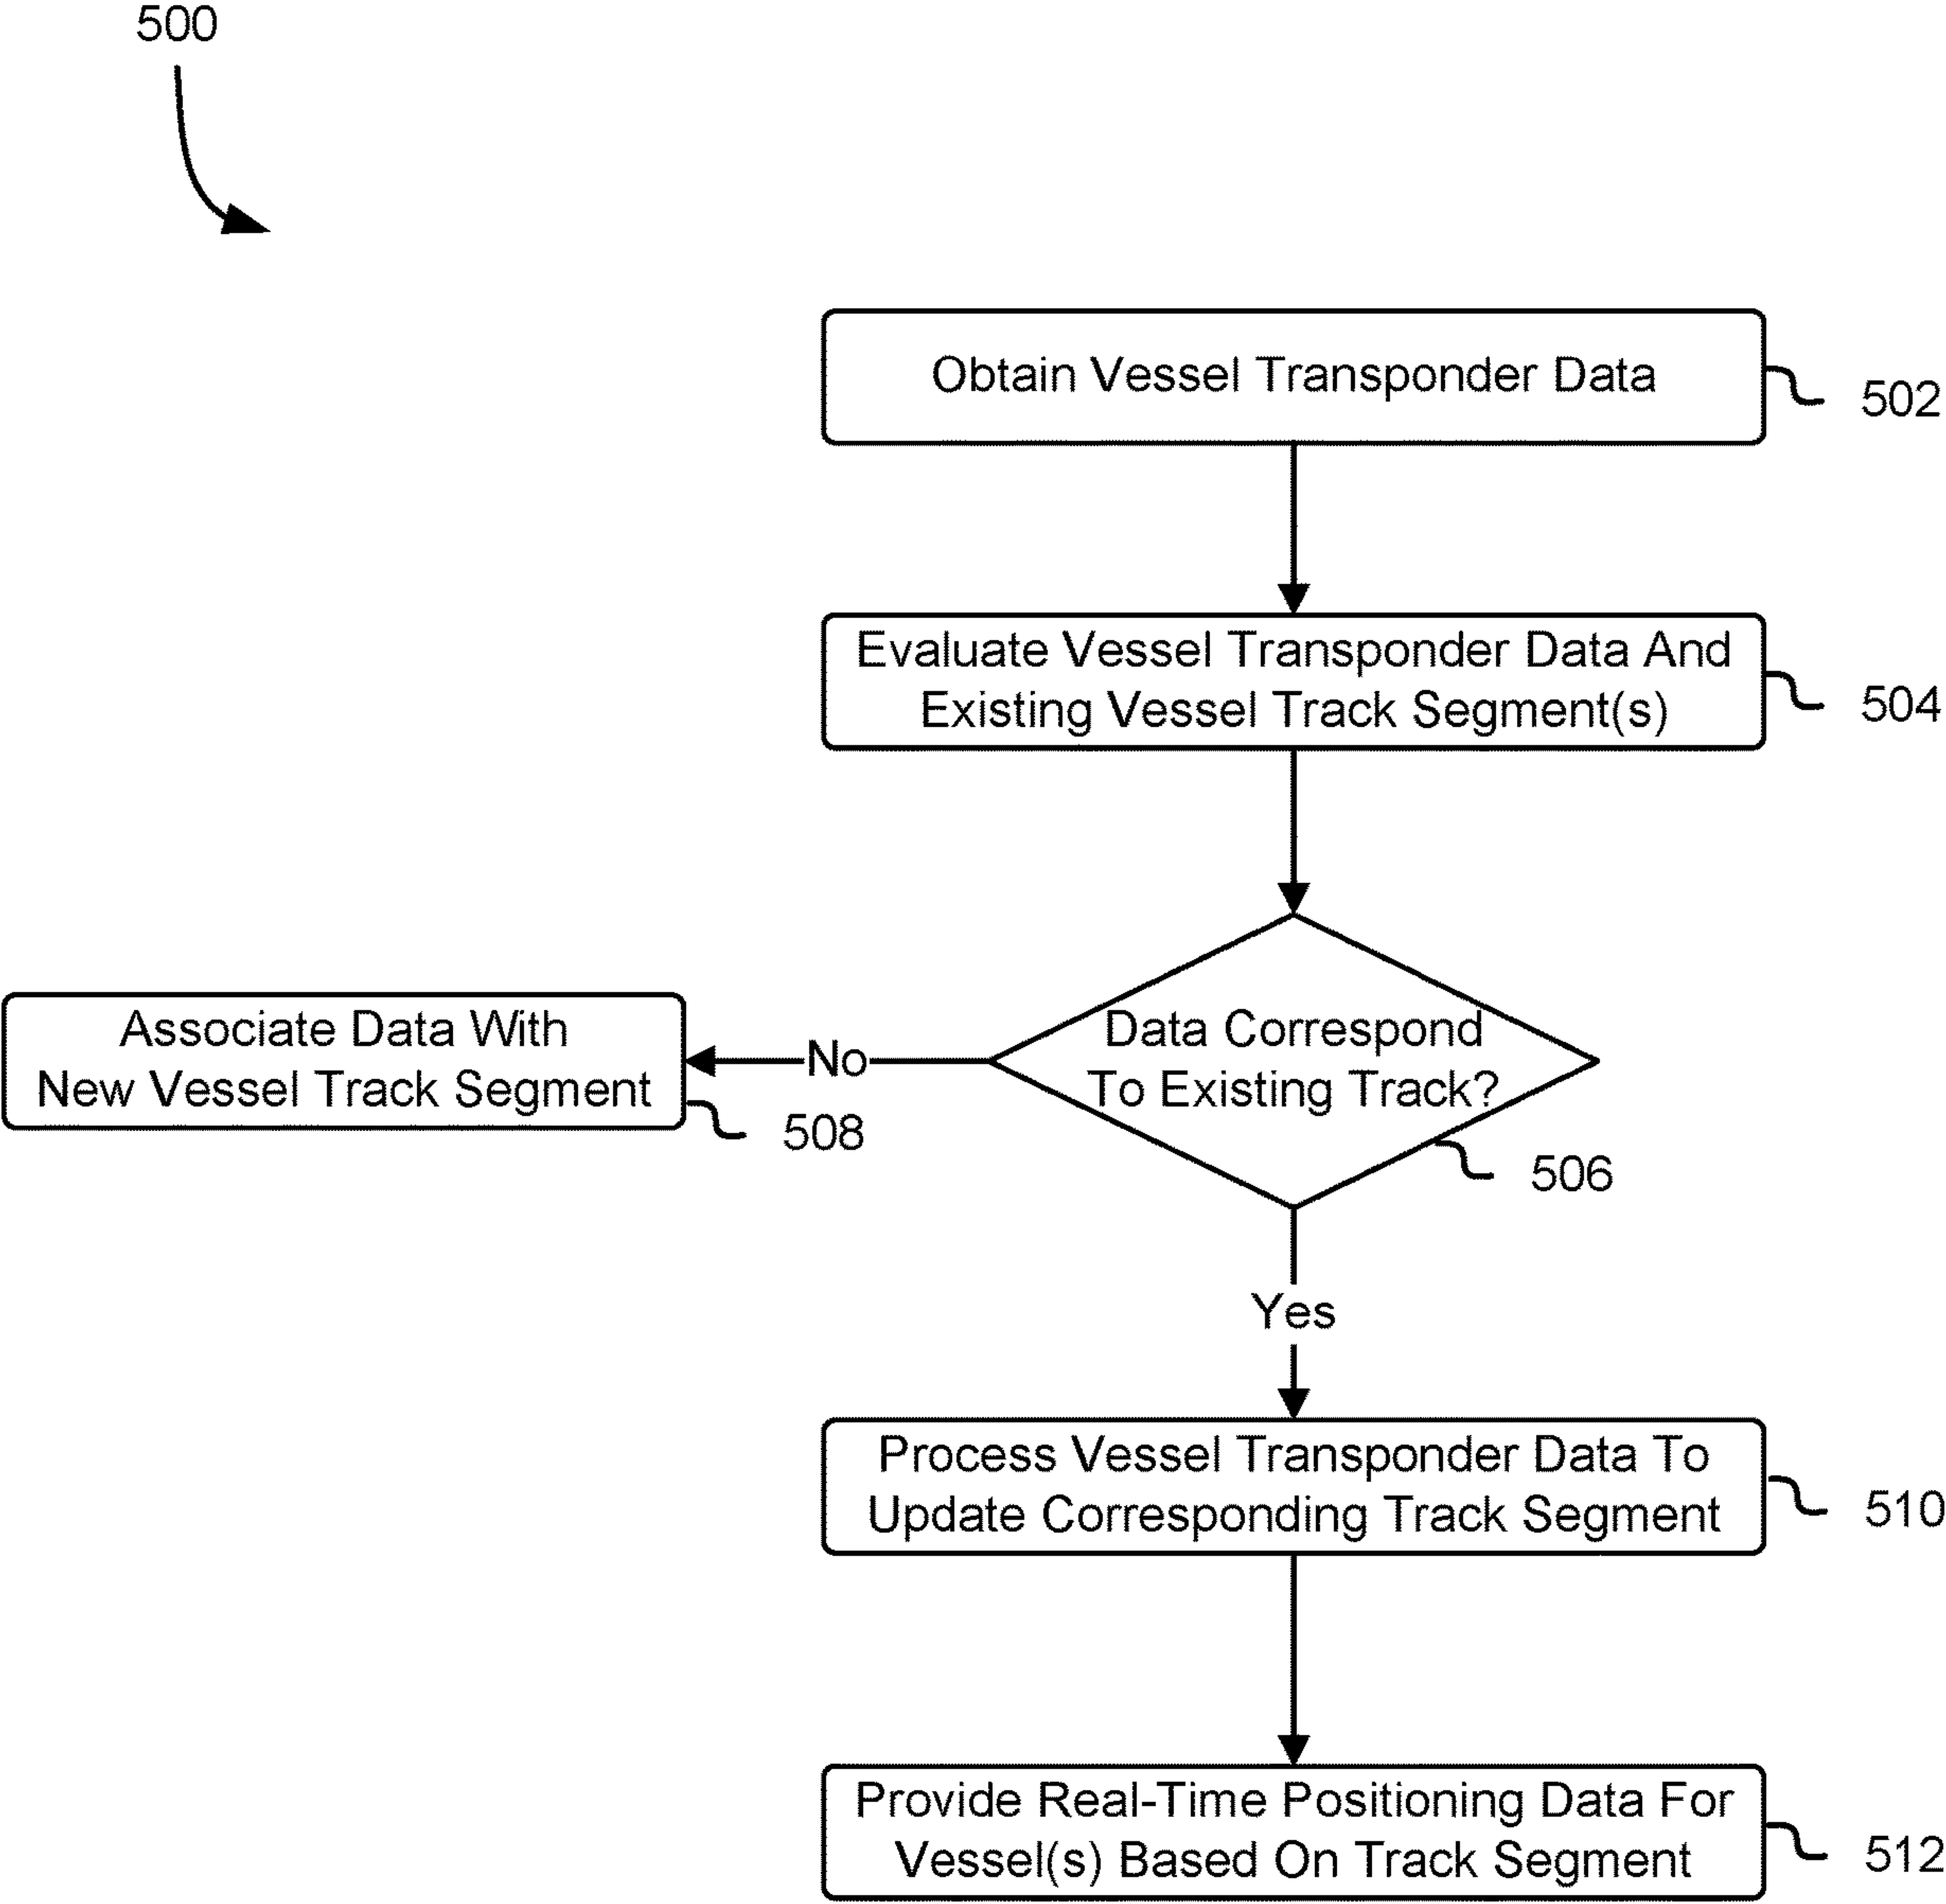 500
Obtain Vessel Transponder Data
502
Evaluate Vessel Transponder Data And
Existing Vessel Track Segment(s)
504
Data Correspond
To Existing Track?
506
No
Associate Data With
New Vessel Track Segment
508
Yes
Process Vessel Transponder Data To
Update Corresponding Track Segment
510
Provide Real-Time Positioning Data For
Vessel(s) Based On Track Segment
512